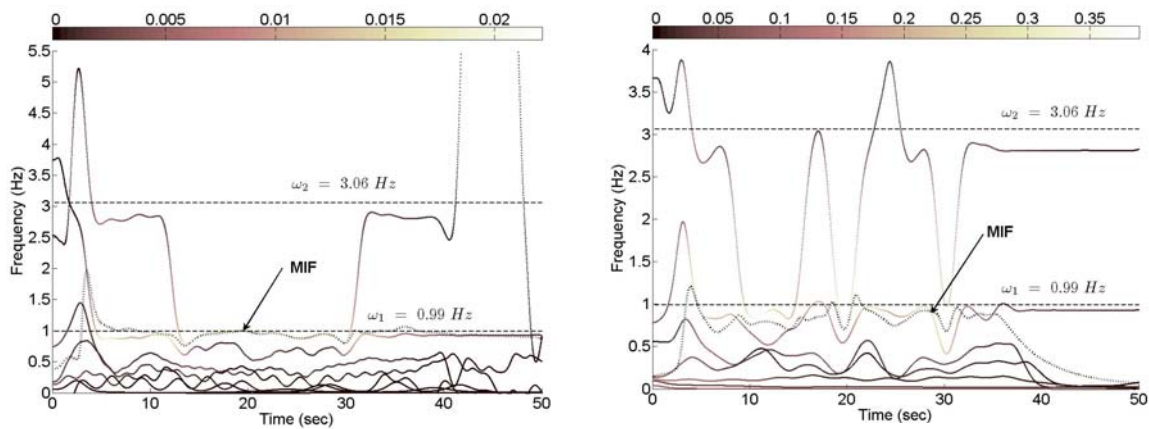 0 0.005 0.01 0.015 0.02
5.5
5
4.5
4
3.5
3
2.5
2
1.5
1
0.5
0
Frequency (Hz)
ω₂ = 3.06 Hz
MIF
ω₁ = 0.99 Hz
0 10 20 30 40 50
Time (sec)
0 0.05 0.1 0.15 0.2 0.25 0.3 0.35
4
3.5
3
2.5
2
1.5
1
0.5
0
Frequency (Hz)
ω₂ = 3.06 Hz
MIF
ω₁ = 0.99 Hz
0 10 20 30 40 50
Time (sec)